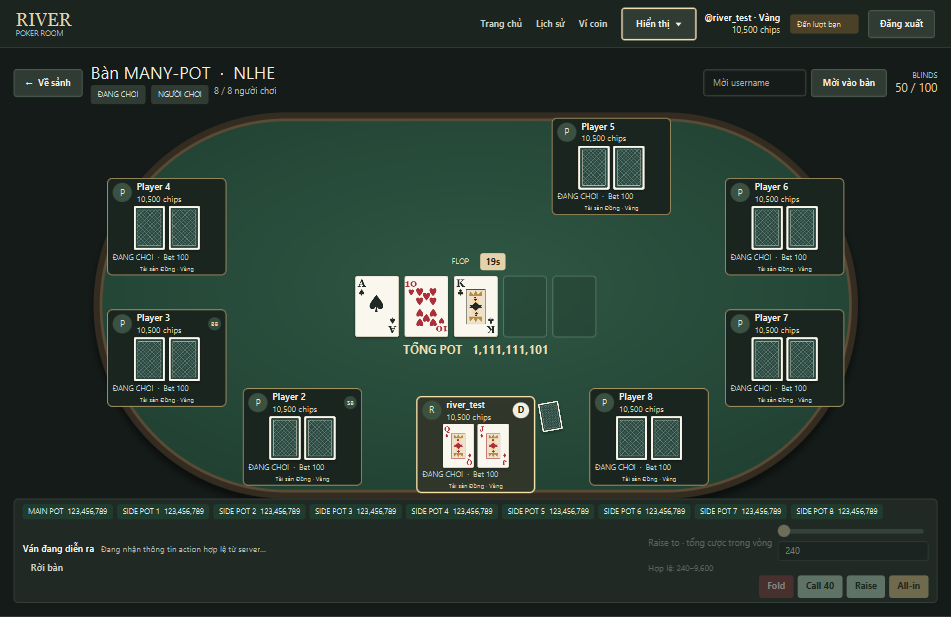 RIVER
POKER ROOM
Trang chủ
Lịch sử
Ví coin
Hiển thị ▾
@river_test · Vàng
10,500 chips
Đến lượt bạn
Đăng xuất
← Về sảnh
Bàn MANY-POT · NLHE
ĐANG CHƠI
NGƯỜI CHƠI
8 / 8 người chơi
Mời username
Mời vào bàn
BLINDS
50 / 100
P
Player 5
10,500 chips
ĐANG CHƠI · Bet 100
Tài sản Đồng · Vàng
P
Player 4
10,500 chips
ĐANG CHƠI · Bet 100
Tài sản Đồng · Vàng
P
Player 6
10,500 chips
ĐANG CHƠI · Bet 100
Tài sản Đồng · Vàng
FLOP
19s
A
A
10
10
K
K
TỔNG POT 1,111,111,101
P
Player 3
BB
10,500 chips
ĐANG CHƠI · Bet 100
Tài sản Đồng · Vàng
P
Player 7
10,500 chips
ĐANG CHƠI · Bet 100
Tài sản Đồng · Vàng
P
Player 2
SB
10,500 chips
ĐANG CHƠI · Bet 100
Tài sản Đồng · Vàng
R
river_test
D
10,500 chips
Q
Q
J
J
ĐANG CHƠI · Bet 100
Tài sản Đồng · Vàng
P
Player 8
10,500 chips
ĐANG CHƠI · Bet 100
Tài sản Đồng · Vàng
MAIN POT 123,456,789
SIDE POT 1 123,456,789
SIDE POT 2 123,456,789
SIDE POT 3 123,456,789
SIDE POT 4 123,456,789
SIDE POT 5 123,456,789
SIDE POT 6 123,456,789
SIDE POT 7 123,456,789
SIDE POT 8 123,456,789
Ván đang diễn ra Đang nhận thông tin action hợp lệ từ server...
Rời bàn
Raise to · tổng cược trong vòng
240
Hợp lệ: 240–9,600
Fold
Call 40
Raise
All-in